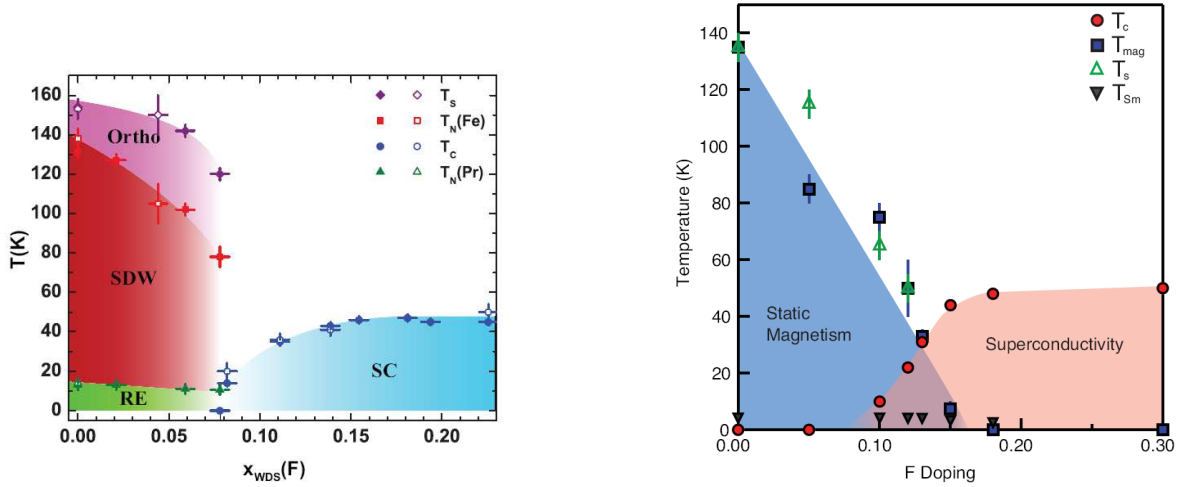 160
140
120
100
80
60
40
20
0
T(K)
0.00
0.05
0.10
0.15
0.20
x_WDS(F)
Ortho
SDW
RE
SC
T_S
T_N(Fe)
T_C
T_N(Pr)
140
120
100
80
60
40
20
0
Temperature (K)
0.00
0.10
0.20
0.30
F Doping
T_c
T_mag
T_s
T_Sm
Static
Magnetism
Superconductivity